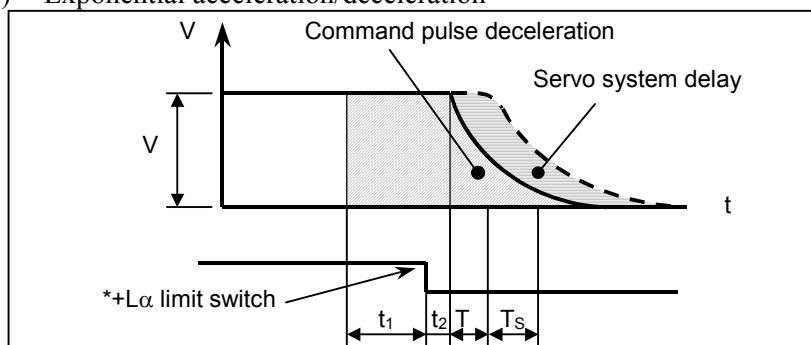 ) Exponential acceleration/deceleration
V
Command pulse deceleration
Servo system delay
V
t
*+Lα limit switch
t1 t2 T TS